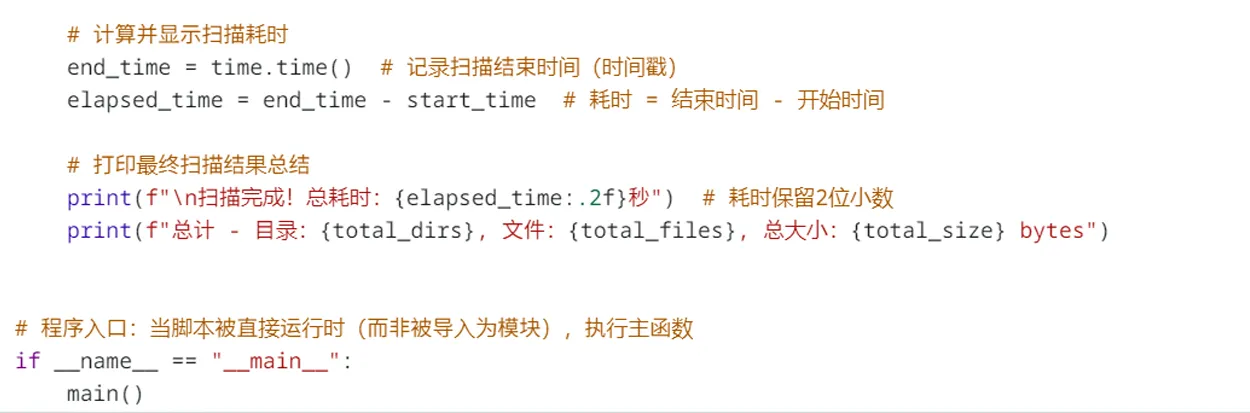 # 计算并显示扫描耗时
end_time = time.time()  # 记录扫描结束时间（时间戳）
elapsed_time = end_time - start_time  # 耗时 = 结束时间 - 开始时间
# 打印最终扫描结果总结
print(f"\n扫描完成！总耗时：{elapsed_time:.2f}秒")  # 耗时保留2位小数
print(f"总计 - 目录：{total_dirs}, 文件：{total_files}, 总大小：{total_size} bytes")
# 程序入口：当脚本被直接运行时（而非被导入为模块），执行主函数
if __name__ == "__main__":
main()